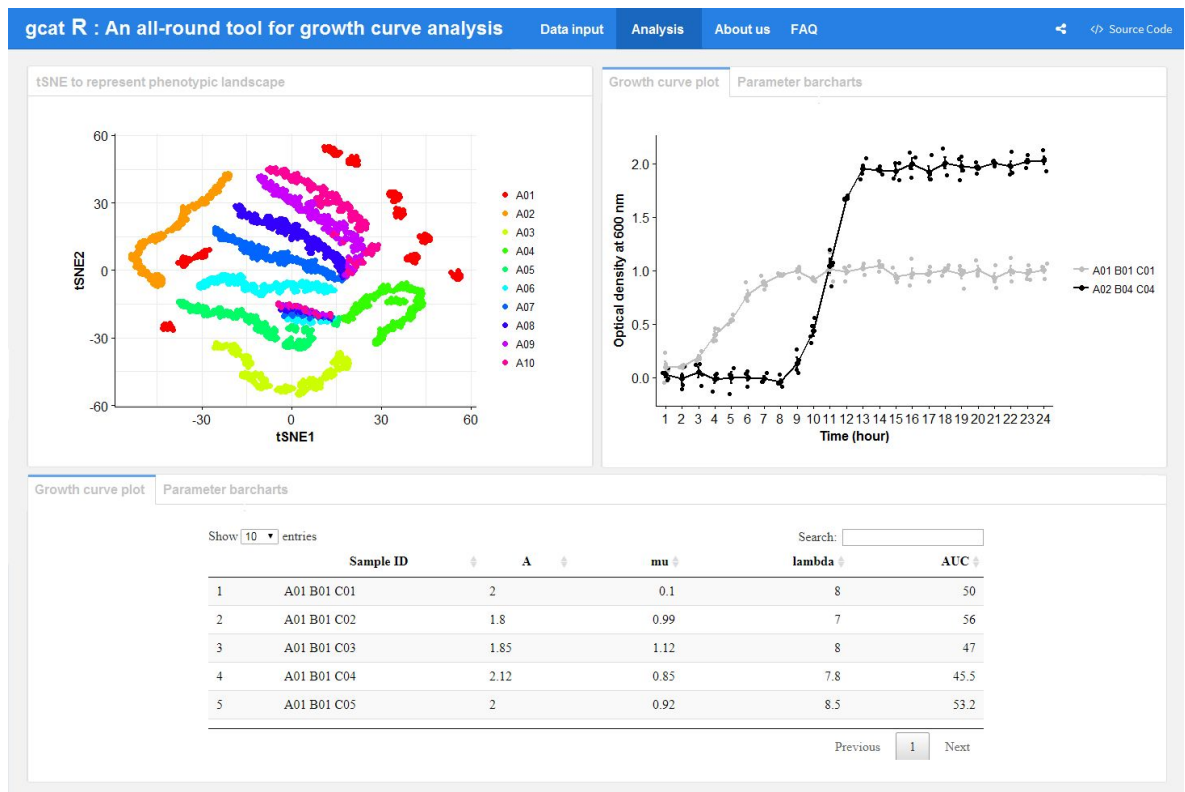 gcat R : An all-round tool for growth curve analysis Data input Analysis About us FAQ </> Source Code
tSNE to represent phenotypic landscape
60
30
0
-30
-60
tSNE2
-30 0 30 60
tSNE1
A01
A02
A03
A04
A05
A06
A07
A08
A09
A10
Growth curve plot Parameter barcharts
2.0
1.5
1.0
0.5
0.0
Optical density at 600 nm
1 2 3 4 5 6 7 8 9 10 11 12 13 14 15 16 17 18 19 20 21 22 23 24
Time (hour)
A01 B01 C01
A02 B04 C04
Growth curve plot Parameter barcharts
Show 10 entries Search:
Sample ID A mu lambda AUC
1 A01 B01 C01 2 0.1 8 50
2 A01 B01 C02 1.8 0.99 7 56
3 A01 B01 C03 1.85 1.12 8 47
4 A01 B01 C04 2.12 0.85 7.8 45.5
5 A01 B01 C05 2 0.92 8.5 53.2
Previous 1 Next